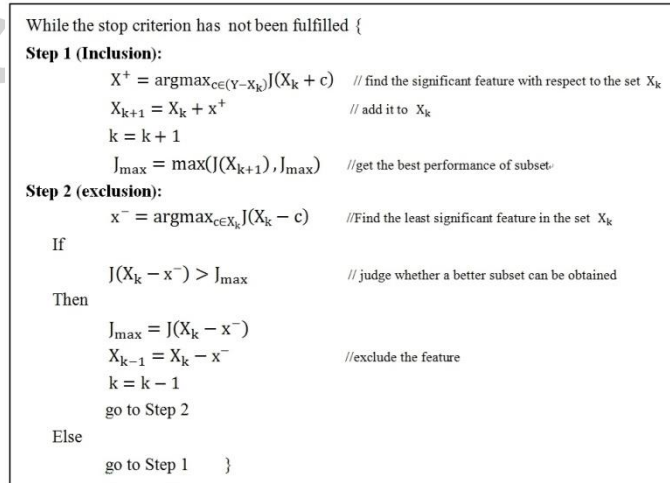 While the stop criterion has not been fulfilled {
Step 1 (Inclusion):
X⁺ = argmax_{c∈(Y−X_k)}J(X_k + c) // find the significant feature with respect to the set X_k
X_{k+1} = X_k + x⁺ // add it to X_k
k = k + 1
J_max = max(J(X_{k+1}), J_max) //get the best performance of subset
Step 2 (exclusion):
x⁻ = argmax_{c∈X_k}J(X_k − c) //Find the least significant feature in the set X_k
If
J(X_k − x⁻) > J_max // judge whether a better subset can be obtained
Then
J_max = J(X_k − x⁻)
X_{k−1} = X_k − x⁻ //exclude the feature
k = k − 1
go to Step 2
Else
go to Step 1 }